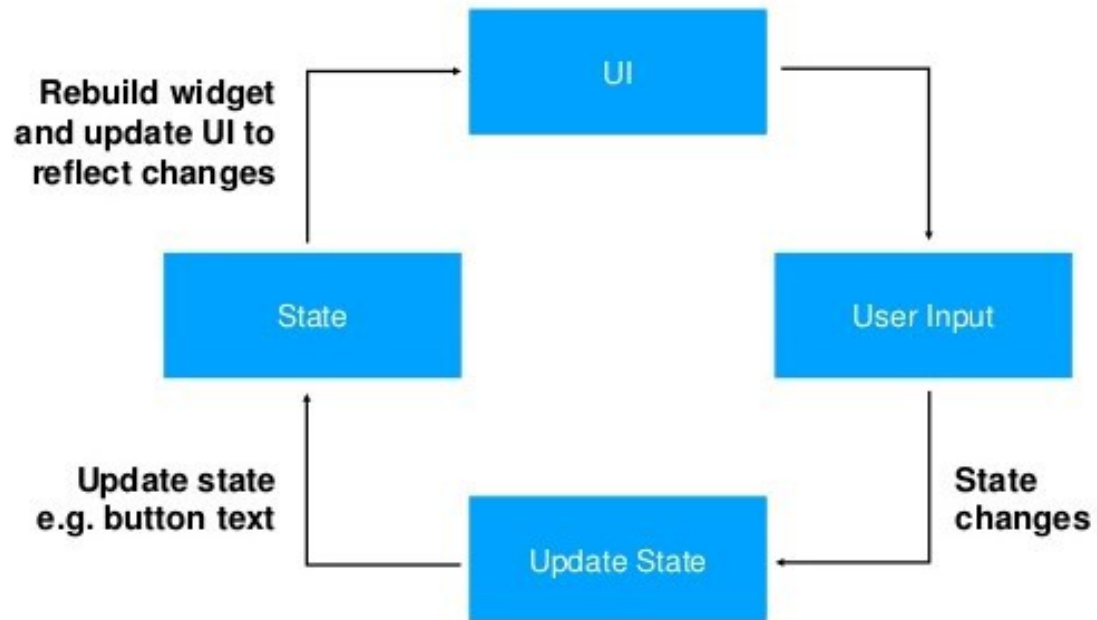 UI
Rebuild widget
and update UI to
reflect changes
State
User Input
Update state
e.g. button text
State
changes
Update State